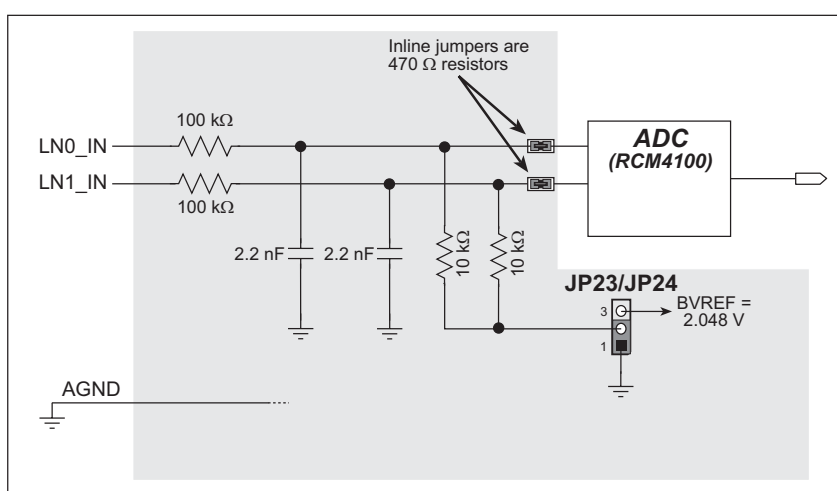 Inline jumpers are
470 Ω resistors
100 kΩ
LN0_IN
LN1_IN
100 kΩ
ADC
(RCM4100)
2.2 nF
2.2 nF
10 kΩ
10 kΩ
JP23/JP24
3
BVREF =
2.048 V
1
AGND